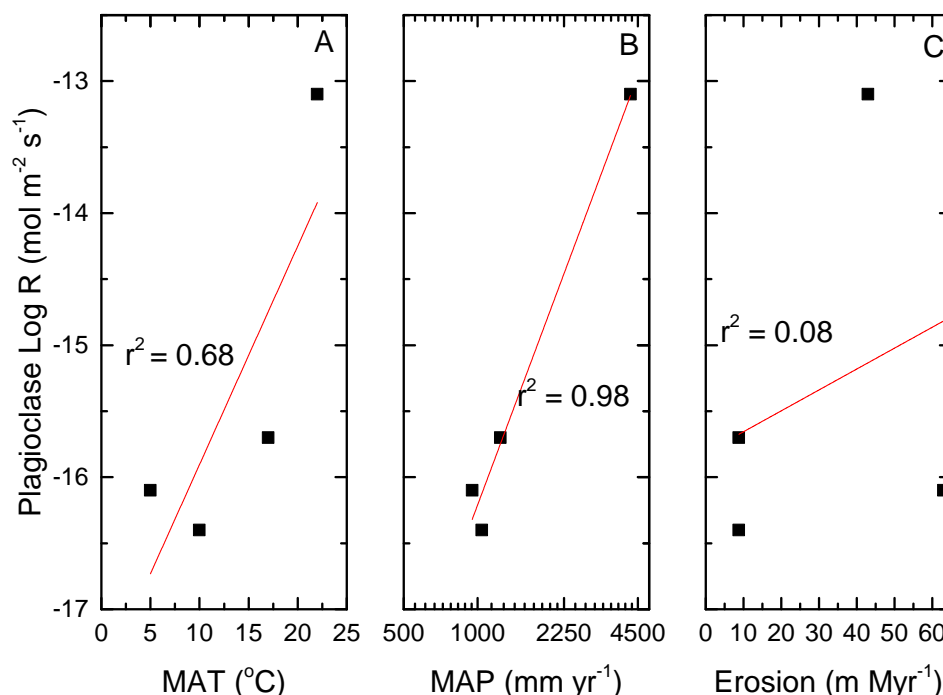 A
B
C
Plagioclase Log R (mol m⁻² s⁻¹)
-13
-14
-15
-16
-17
r² = 0.68
r² = 0.98
r² = 0.08
0 5 10 15 20 25
500 1000 2250 4500
0 10 20 30 40 50 60
MAT (°C)
MAP (mm yr⁻¹)
Erosion (m Myr⁻¹)